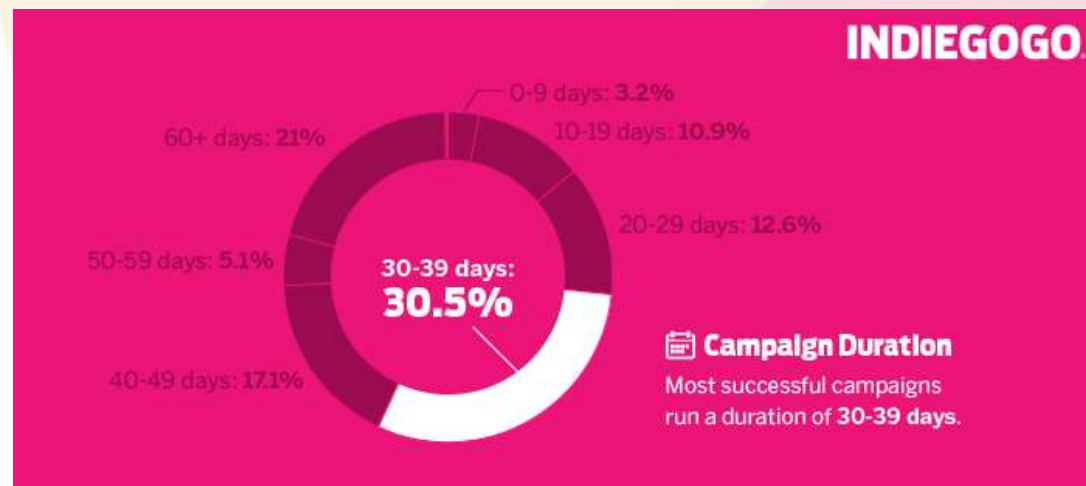 INDIEGOGO.
0-9 days: 3.2%
60+ days: 21%
10-19 days: 10.9%
20-29 days: 12.6%
50-59 days: 5.1%
30-39 days:
30.5%
40-49 days: 17.1%
Campaign Duration
Most successful campaigns
run a duration of 30-39 days.